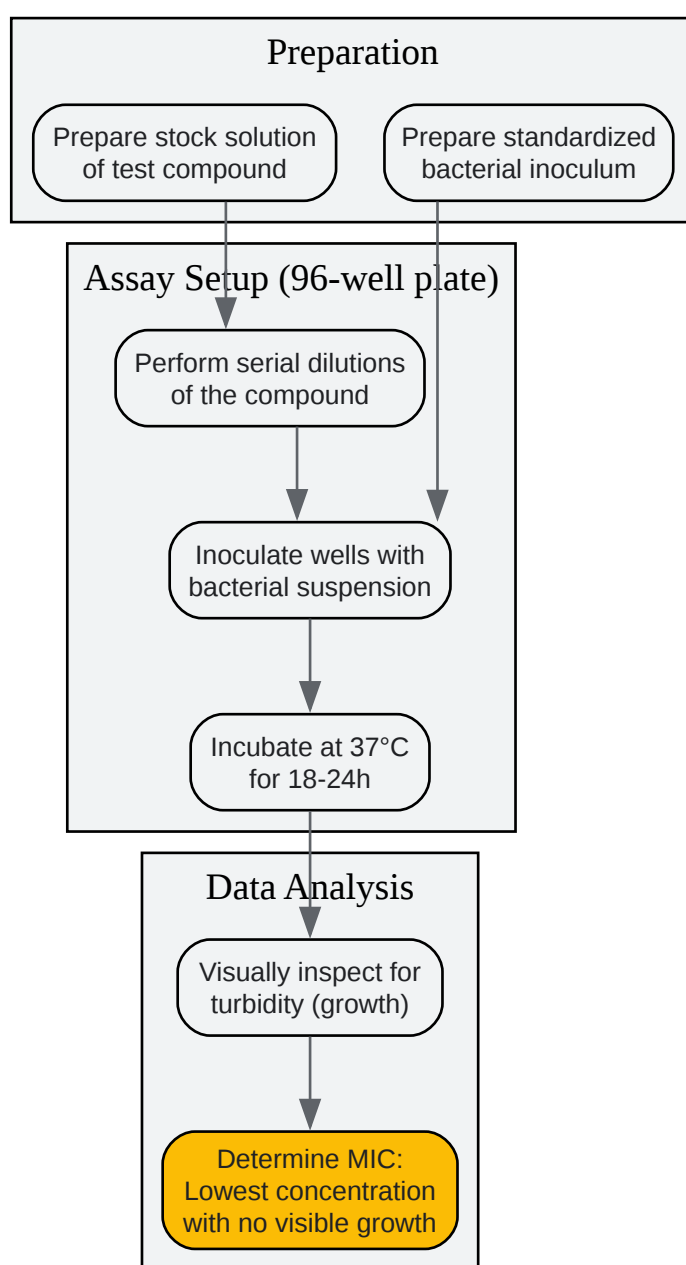 Preparation
Prepare stock solution
of test compound
Prepare standardized
bacterial inoculum
Assay Setup (96-well plate)
Perform serial dilutions
of the compound
Inoculate wells with
bacterial suspension
Incubate at 37°C
for 18-24h
Data Analysis
Visually inspect for
turbidity (growth)
Determine MIC:
Lowest concentration
with no visible growth